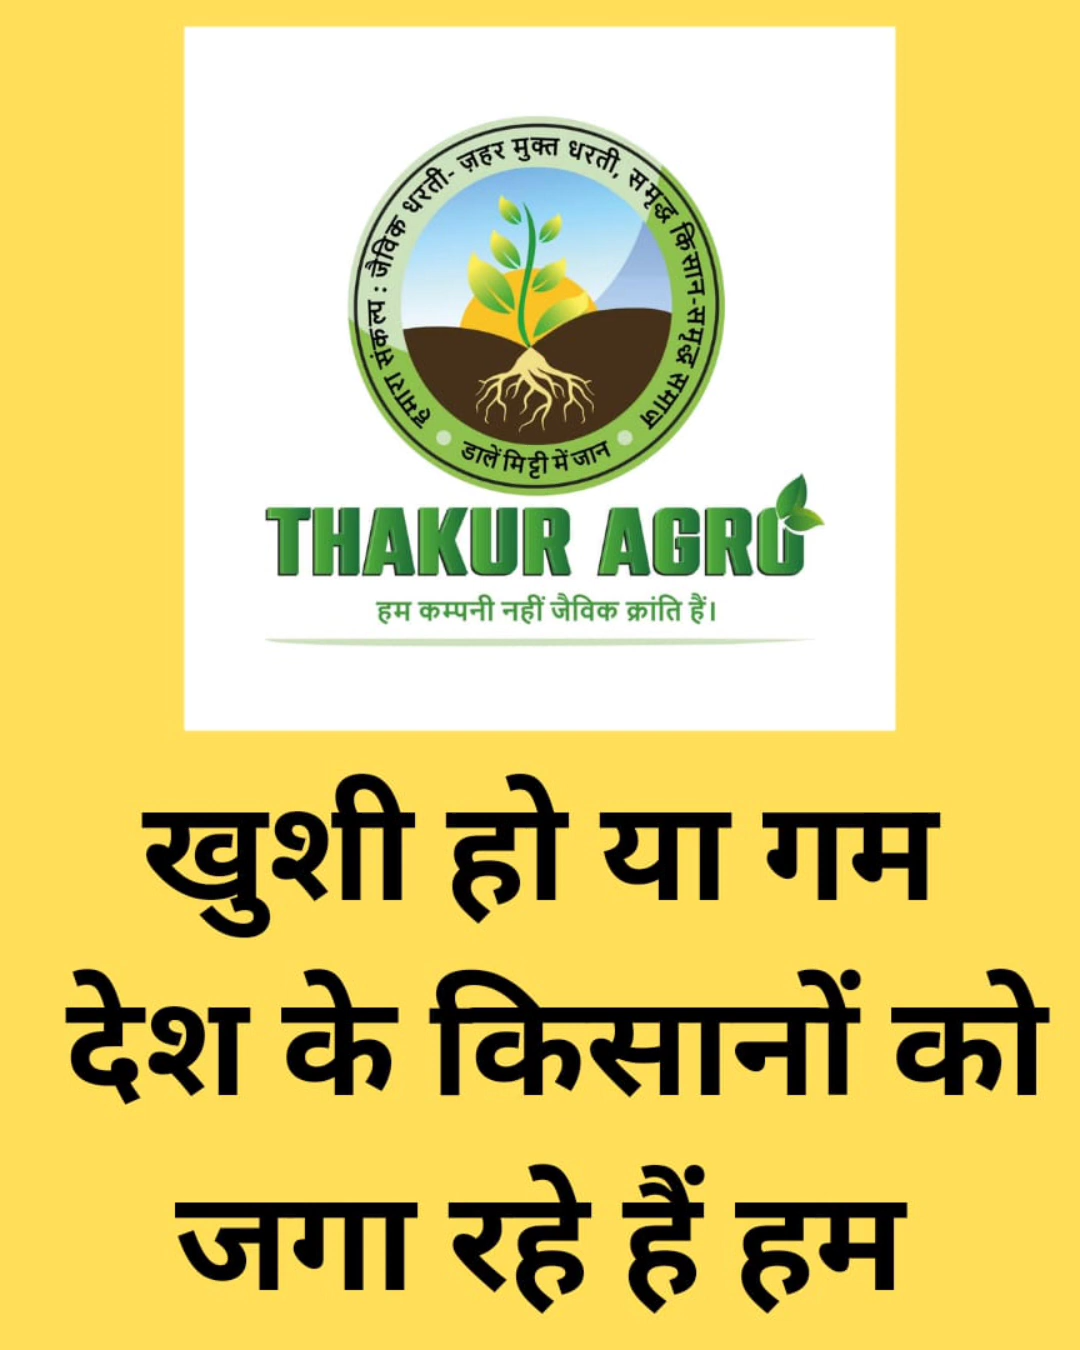 हमारा संकल्प : जैविक धरती- ज़हर मुक्त धरती, समृद्ध किसान-समृद्ध समाज
डालें मिट्टी में जान
THAKUR AGRO
हम कम्पनी नहीं जैविक क्रांति हैं।
खुशी हो या गम
देश के किसानों को
जगा रहे हैं हम